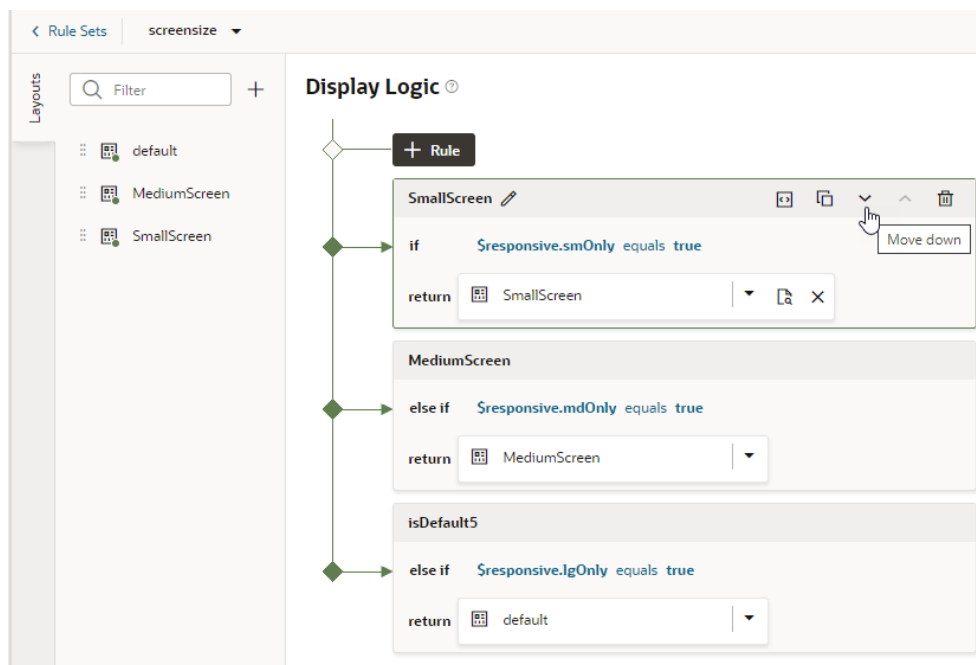 Rule Sets
screensize
Layouts
Filter
default
MediumScreen
SmallScreen
Display Logic
Rule
SmallScreen
Move down
if $responsive.smOnly equals true
return SmallScreen
MediumScreen
else if $responsive.mdOnly equals true
return MediumScreen
isDefault5
else if $responsive.lgOnly equals true
return default